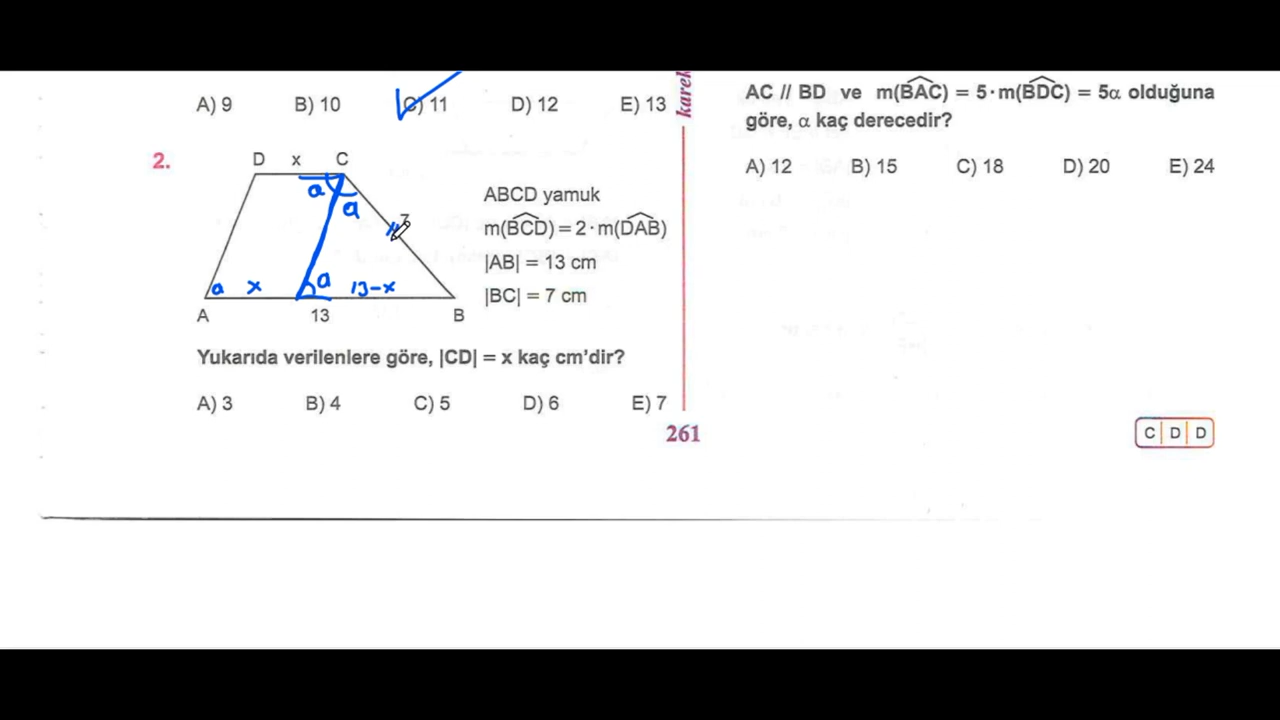 A) 9 B) 10 C) 11 D) 12 E) 13
2.
D x C
a a
7
a x a 13-x
A 13 B
ABCD yamuk
m(BCD) = 2·m(DAB)
|AB| = 13 cm
|BC| = 7 cm
Yukarıda verilenlere göre, |CD| = x kaç cm'dir?
A) 3 B) 4 C) 5 D) 6 E) 7
karek
261
AC // BD ve m(BAC) = 5·m(BDC) = 5α olduğuna
göre, α kaç derecedir?
A) 12 B) 15 C) 18 D) 20 E) 24
C D D